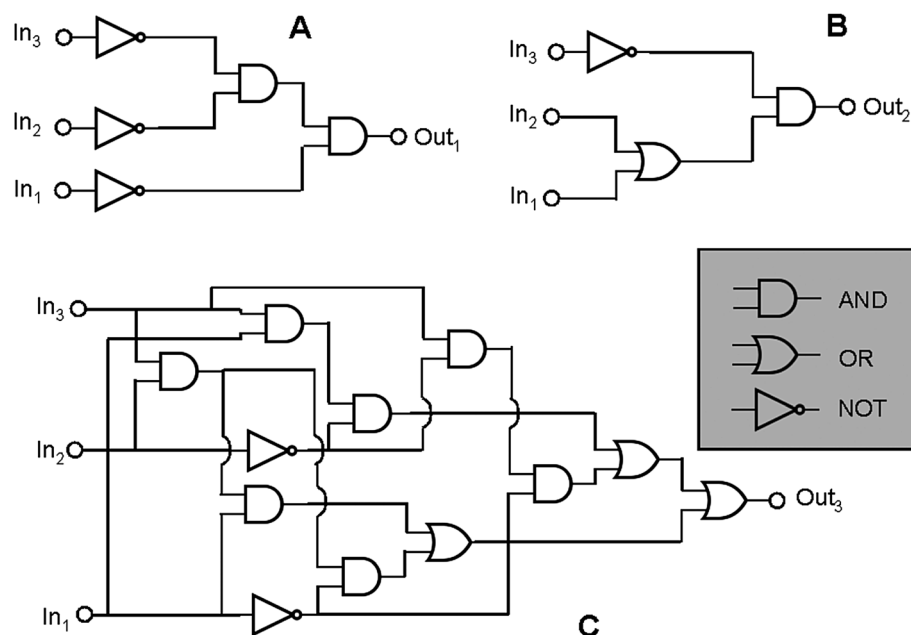 A
In3
In2
In1
Out1
B
In3
In2
In1
Out2
In3
In2
In1
Out3
C
AND
OR
NOT